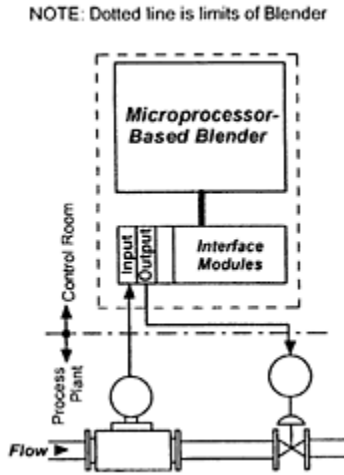 NOTE: Dotted line is limits of Blender
Microprocessor-
Based Blender
Input
Output
Interface
Modules
Control Room
Process
Plant
Flow